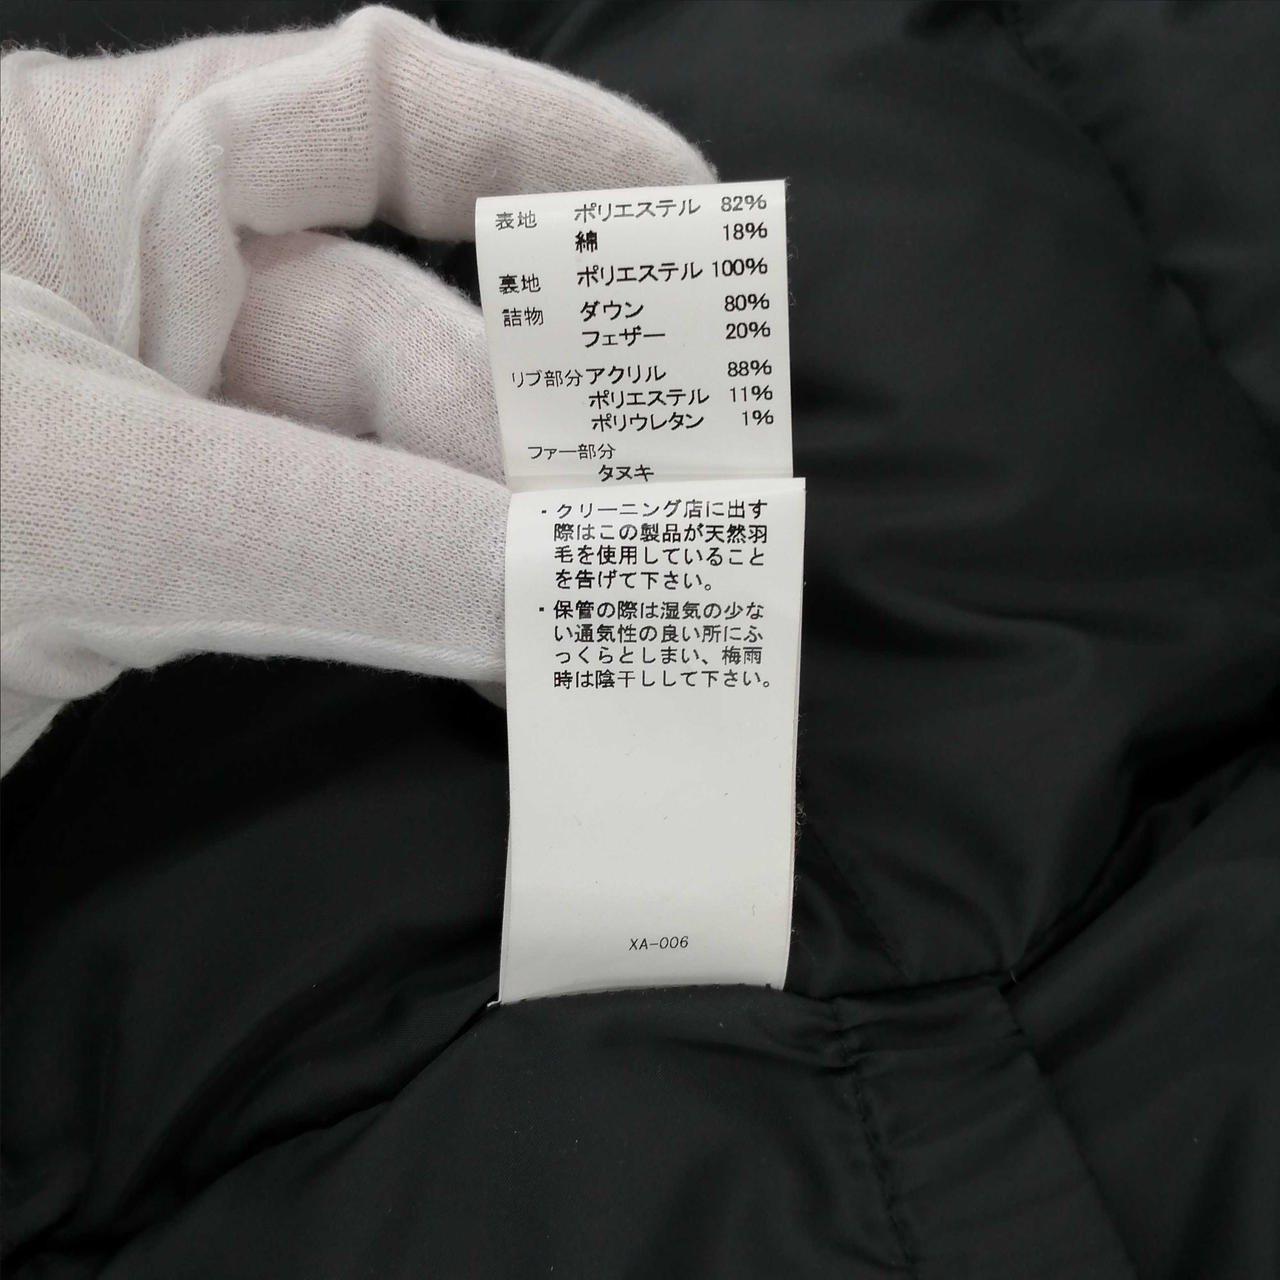 表地 ポリエステル 82%
綿 18%
裏地 ポリエステル 100%
詰物 ダウン 80%
フェザー 20%
リブ部分 アクリル 88%
ポリエステル 11%
ポリウレタン 1%
ファー部分
タヌキ
・クリーニング店に出す
際はこの製品が天然羽
毛を使用していること
を告げて下さい。
・保管の際は湿気の少な
い通気性の良い所にふ
っくらとしまい、梅雨
時は陰干しして下さい。
XA-006